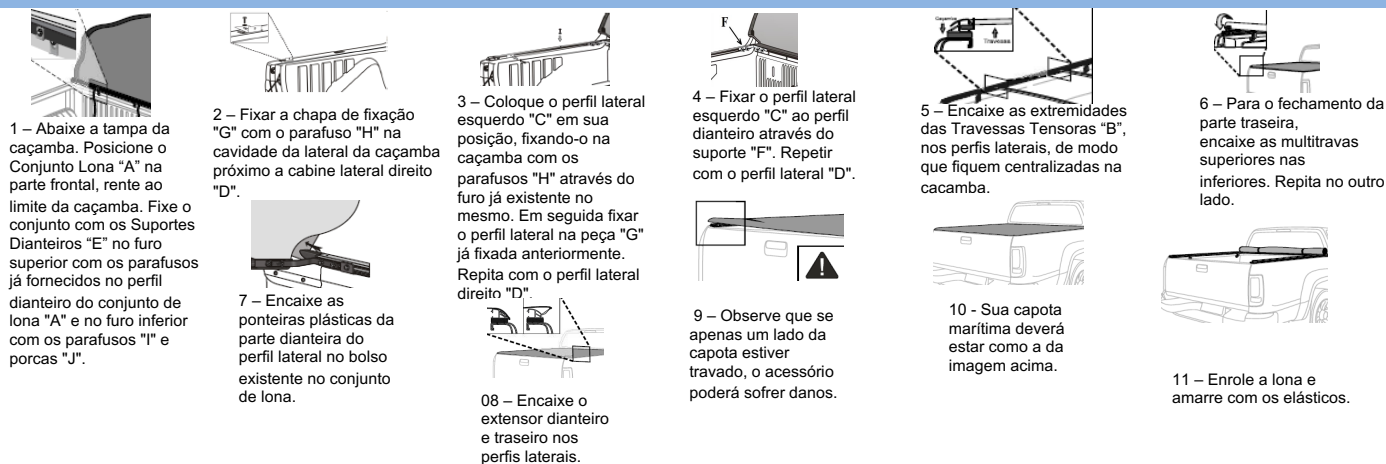 1 – Abaixe a tampa da
caçamba. Posicione o
Conjunto Lona “A” na
parte frontal, rente ao
limite da caçamba. Fixe o
conjunto com os Suportes
Dianteiros “E” no furo
superior com os parafusos
já fornecidos no perfil
dianteiro do conjunto de
lona "A" e no furo inferior
com os parafusos "I" e
porcas "J".
I
2 – Fixar a chapa de fixação
"G" com o parafuso "H" na
cavidade da lateral da caçamba
próximo a cabine lateral direito
"D".
I
3 – Coloque o perfil lateral
esquerdo "C" em sua
posição, fixando-o na
caçamba com os
parafusos "H" através do
furo já existente no
mesmo. Em seguida fixar
o perfil lateral na peça "G"
já fixada anteriormente.
Repita com o perfil lateral
direito "D".
F
4 – Fixar o perfil lateral
esquerdo "C" ao perfil
dianteiro através do
suporte "F". Repetir
com o perfil lateral "D".
Travessa
5 – Encaixe as extremidades
das Travessas Tensoras “B”,
nos perfis laterais, de modo
que fiquem centralizadas na
cacamba.
6 – Para o fechamento da
parte traseira,
encaixe as multitravas
superiores nas
inferiores. Repita no outro
lado.
7 – Encaixe as
ponteiras plásticas da
parte dianteira do
perfil lateral no bolso
existente no conjunto
de lona.
08 – Encaixe o
extensor dianteiro
e traseiro nos
perfis laterais.
9 – Observe que se
apenas um lado da
capota estiver
travado, o acessório
poderá sofrer danos.
10 - Sua capota
marítima deverá
estar como a da
imagem acima.
11 – Enrole a lona e
amarre com os elásticos.